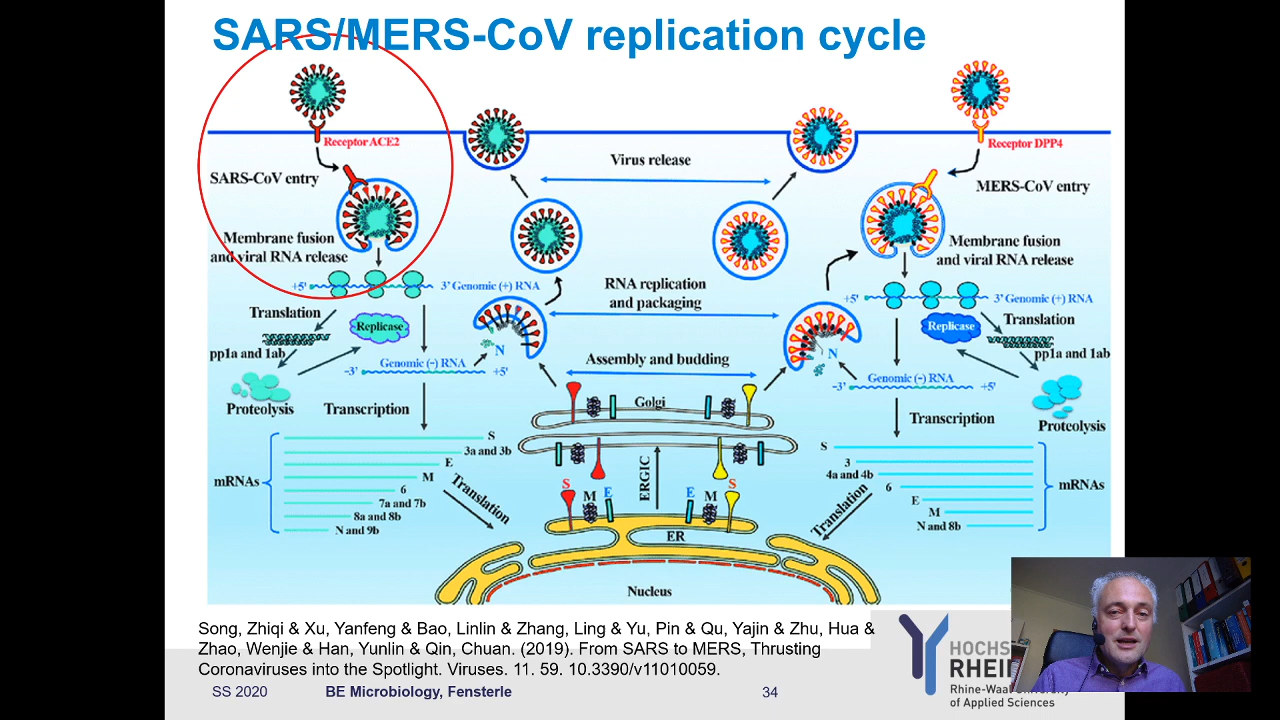 SARS/MERS-CoV replication cycle
Receptor ACE2
Receptor DPP4
Virus release
SARS-CoV entry
MERS-CoV entry
Membrane fusion
and viral RNA release
Membrane fusion
and viral RNA release
+5'
3' Genomic (+) RNA
RNA replication
and packaging
+5'
3' Genomic (+) RNA
Translation
Replicase
Replicase
Translation
pp1a and 1ab
N
Assembly and budding
N
pp1a and 1ab
Genomic (-) RNA
-3'
+5'
Genomic (-) RNA
-3'
+5'
Proteolysis
Transcription
Golgi
Transcription
Proteolysis
S
3a and 3b
E
M
6
7a and 7b
8a and 8b
N and 9b
mRNAs
Translation
ERGIC
S
M
E
E
M
S
ER
Nucleus
S
3
4a and 4b
6
E
M
N and 8b
mRNAs
Translation
Song, Zhiqi & Xu, Yanfeng & Bao, Linlin & Zhang, Ling & Yu, Pin & Qu, Yajin & Zhu, Hua &
Zhao, Wenjie & Han, Yunlin & Qin, Chuan. (2019). From SARS to MERS, Thrusting
Coronaviruses into the Spotlight. Viruses. 11. 59. 10.3390/v11010059.
SS 2020
BE Microbiology, Fensterle
34
HOCHS
RHEI
Rhine-Waal University
of Applied Sciences